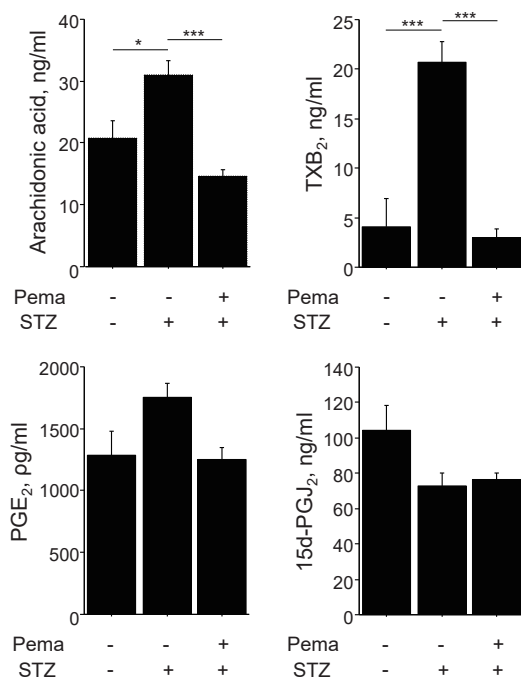 Arachidonic acid, ng/ml
40
30
20
10
0
*
***
Pema - - +
STZ - + +
TXB2, ng/ml
25
20
15
10
5
0
***
***
Pema - - +
STZ - + +
PGE2, ρg/ml
2000
1500
1000
500
0
Pema - - +
STZ - + +
15d-PGJ2, ng/ml
140
120
100
80
60
40
20
0
Pema - - +
STZ - + +